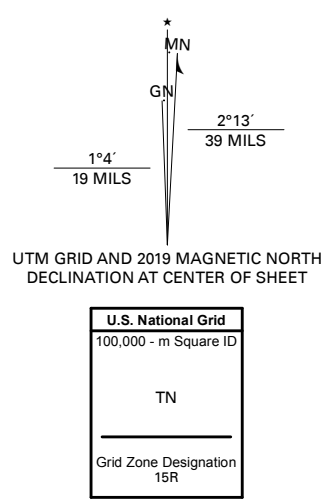 MN
GN
2°13´
39 MILS
1°4´
19 MILS
UTM GRID AND 2019 MAGNETIC NORTH
DECLINATION AT CENTER OF SHEET
U.S. National Grid
100,000 - m Square ID
TN
Grid Zone Designation
15R